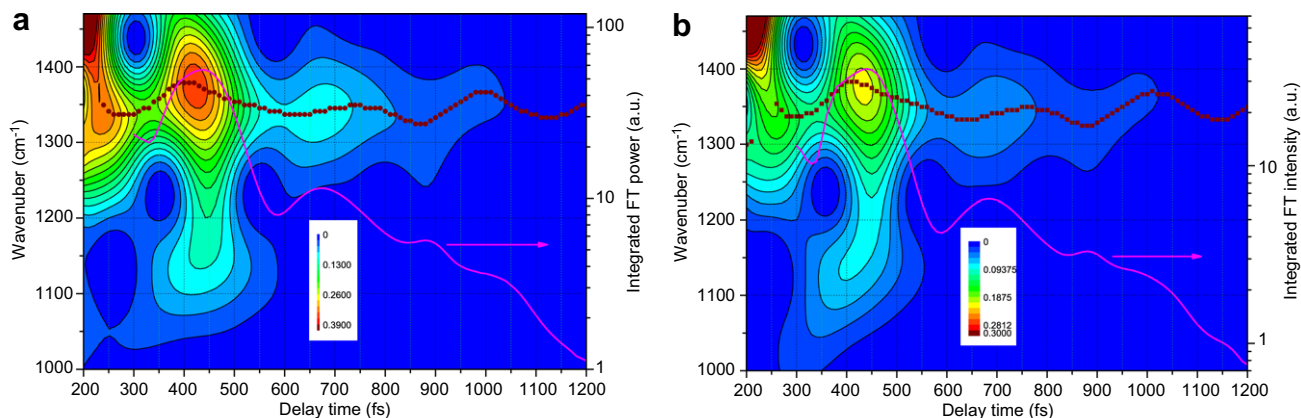 a
Wavenuber (cm-1)
1400
1300
1200
1100
1000
200 300 400 500 600 700 800 900 1000 1100 1200
Delay time (fs)
100
10
1
Integrated FT power (a.u.)
0
0.1300
0.2600
0.3900
b
Wavenuber (cm-1)
1400
1300
1200
1100
1000
200 300 400 500 600 700 800 900 1000 1100 1200
Delay time (fs)
10
1
Integrated FT intensity (a.u.)
0
0.09375
0.1875
0.2812
0.3000